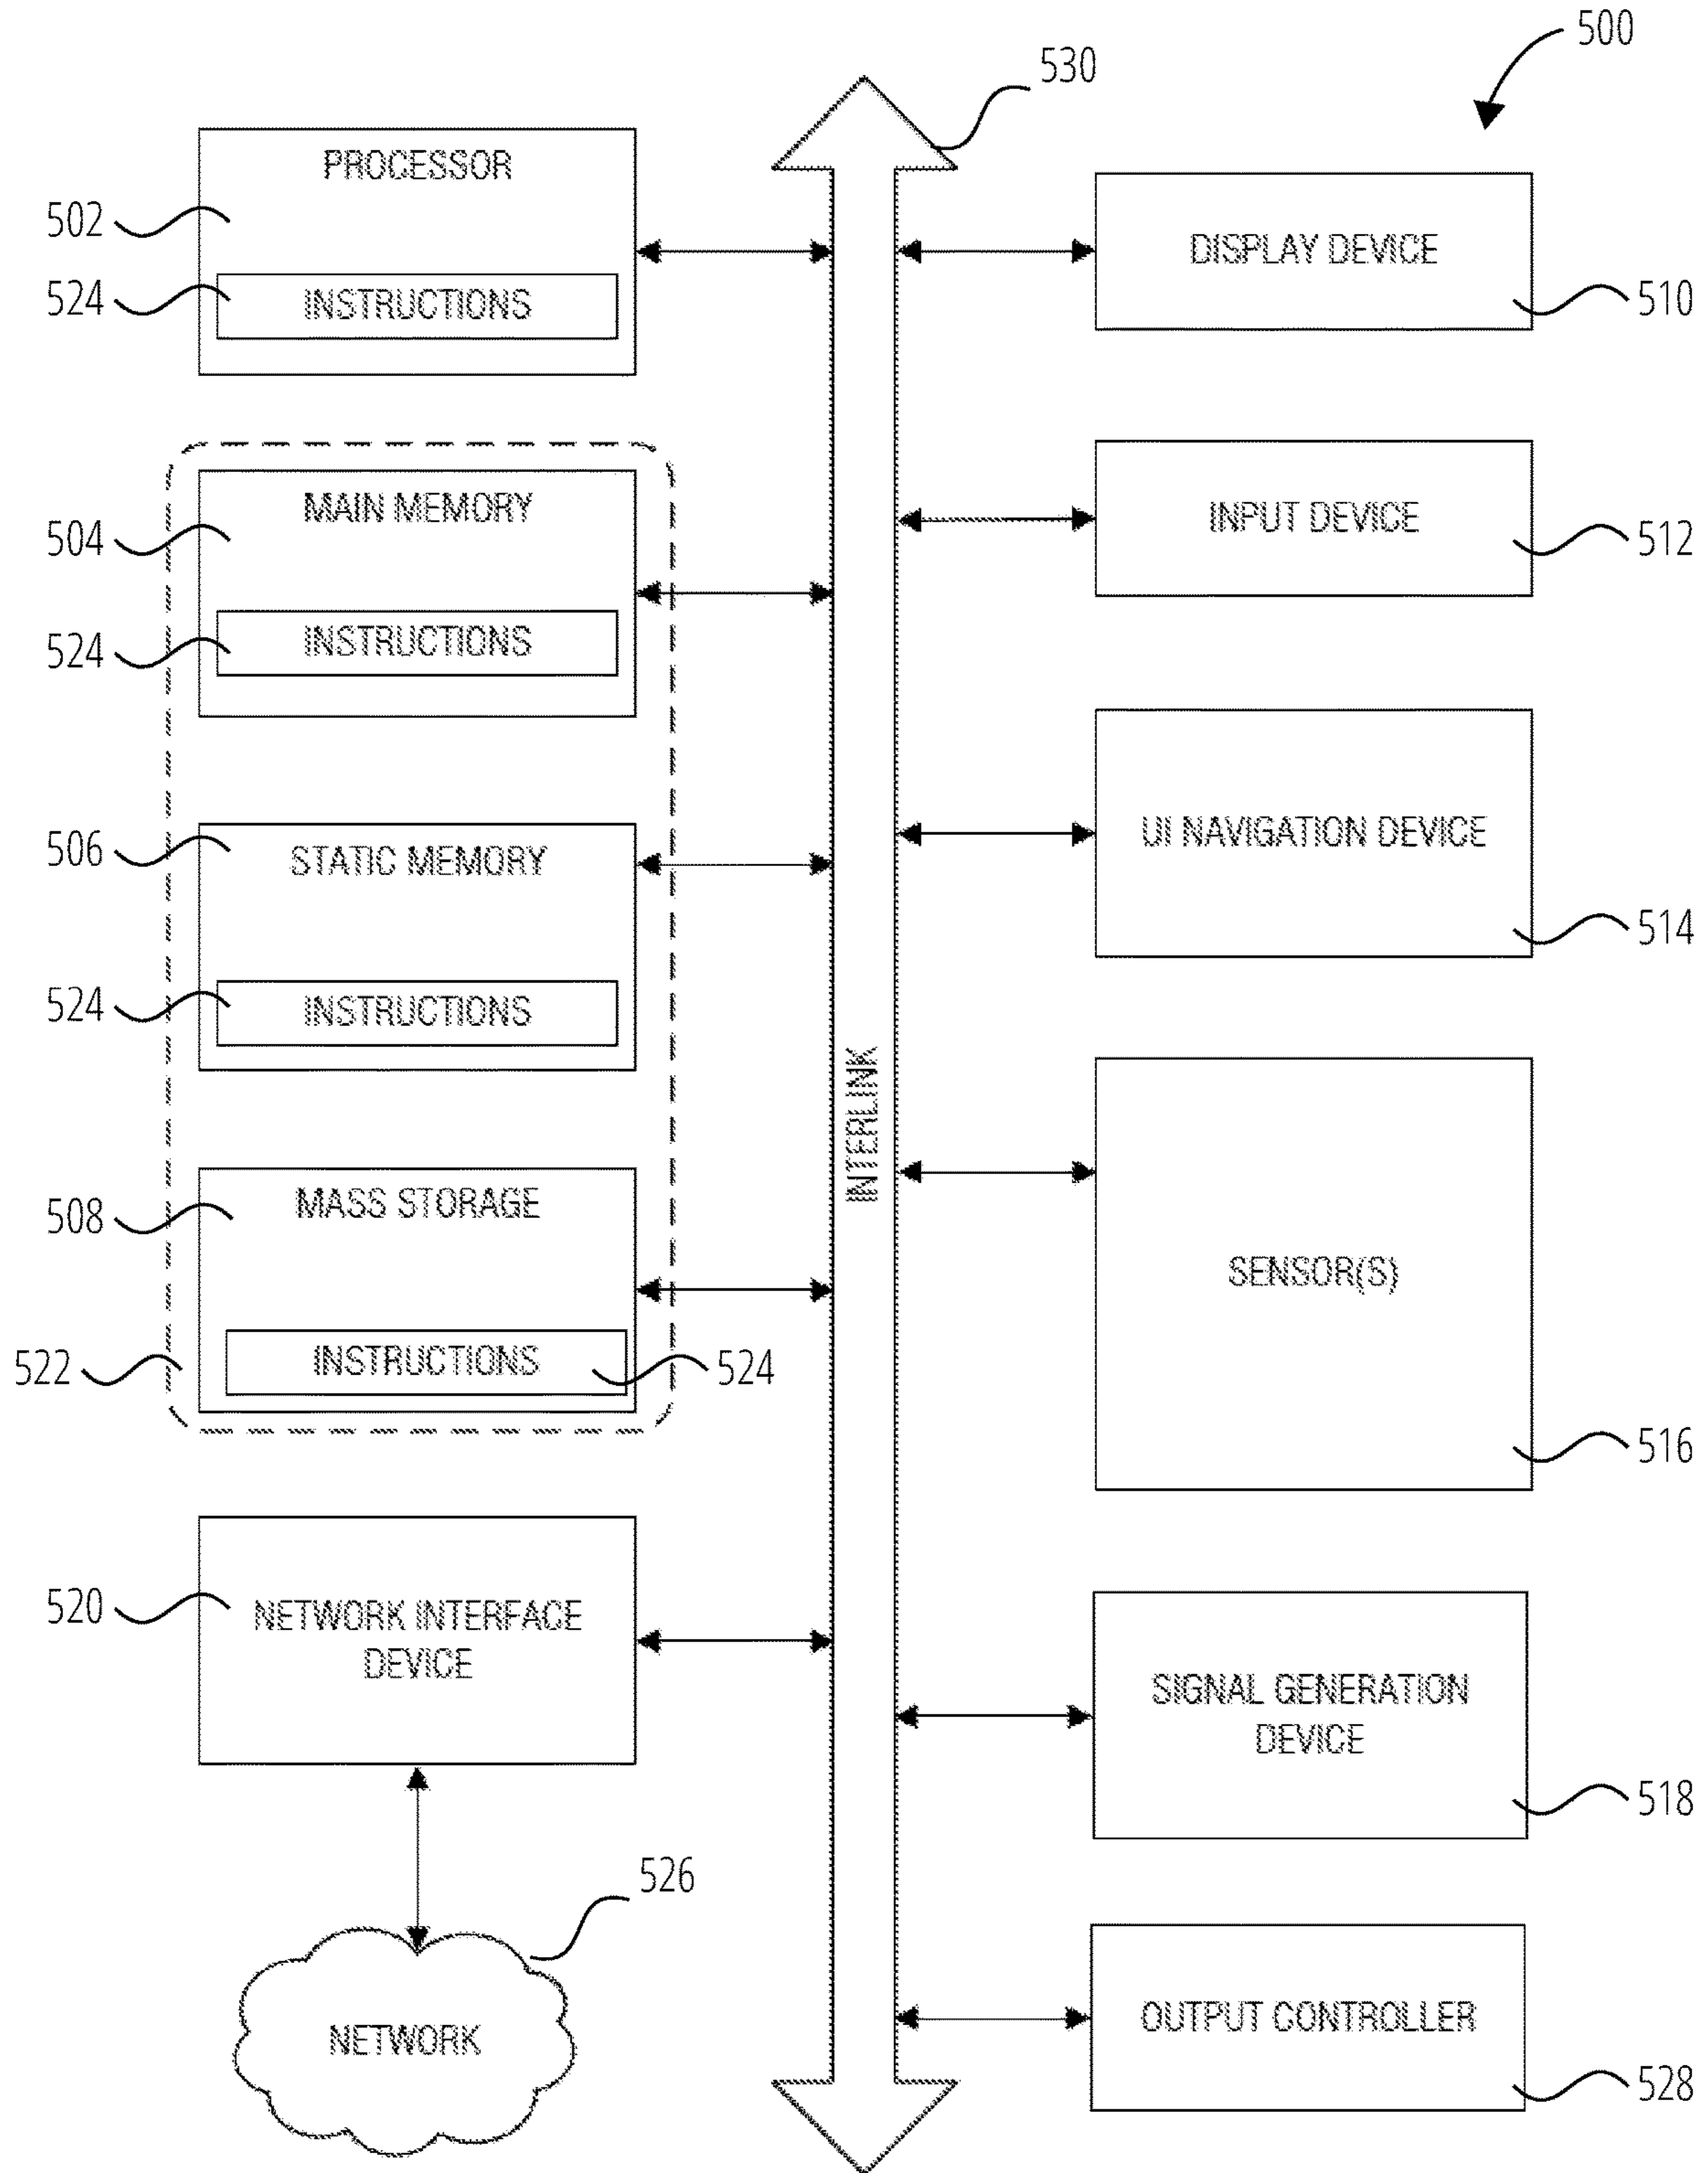 500
530
PROCESSOR
502
524
INSTRUCTIONS
DISPLAY DEVICE
510
MAIN MEMORY
504
524
INSTRUCTIONS
INPUT DEVICE
512
506
STATIC MEMORY
524
INSTRUCTIONS
UI NAVIGATION DEVICE
514
INTERLINK
508
MASS STORAGE
522
INSTRUCTIONS
524
SENSOR(S)
516
520
NETWORK INTERFACE
DEVICE
SIGNAL GENERATION
DEVICE
518
526
NETWORK
OUTPUT CONTROLLER
528